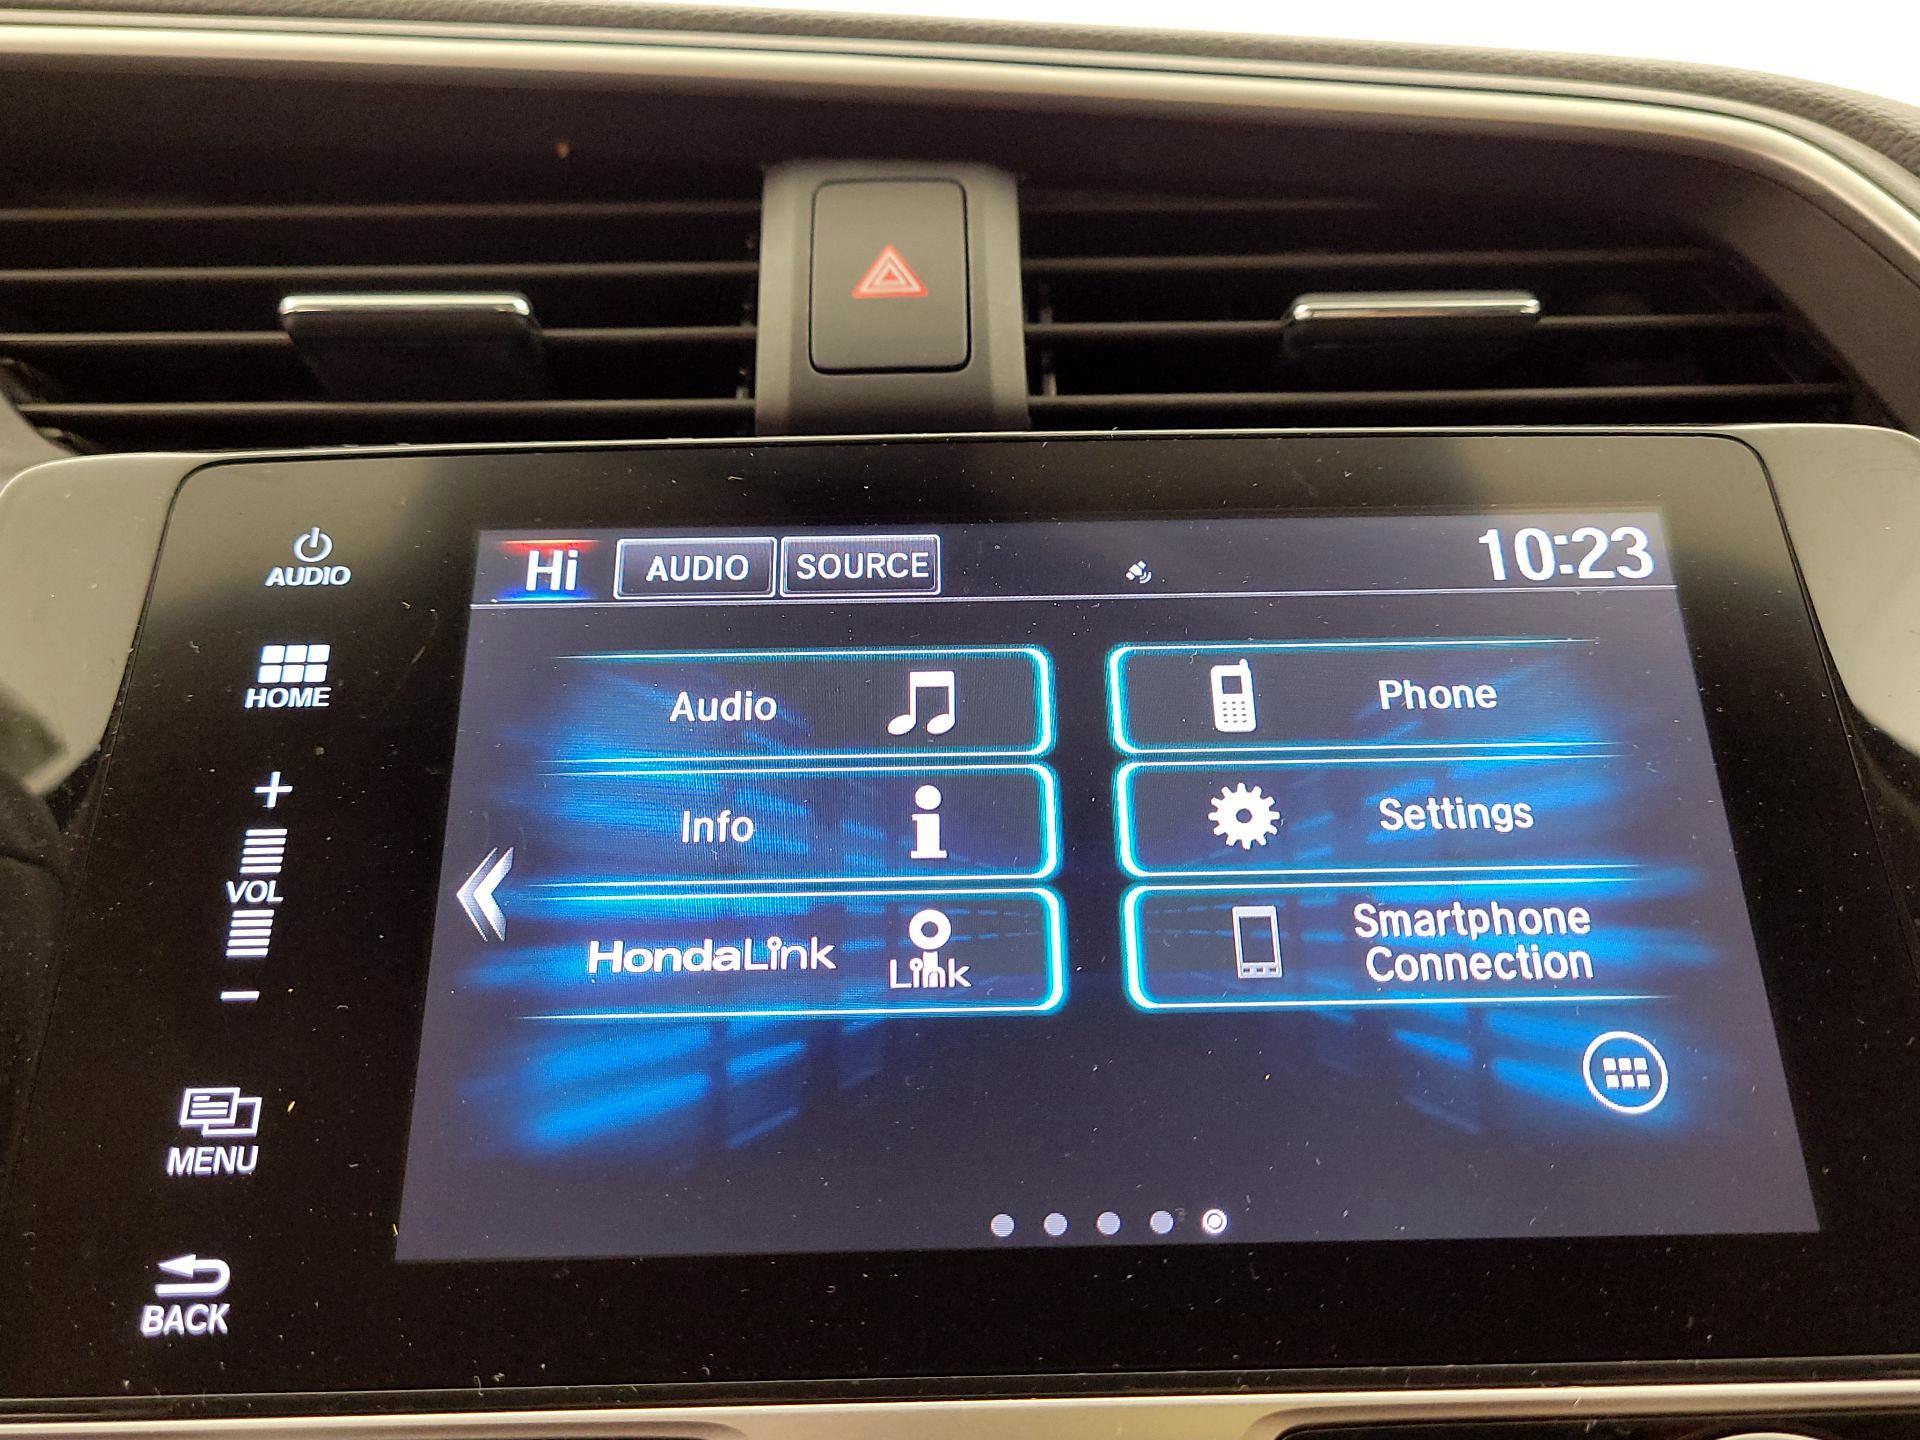 Hi AUDIO SOURCE 10:23
AUDIO
HOME
+
VOL
−
MENU
BACK
Audio
Phone
Info
Settings
HondaLink
Link
Smartphone
Connection